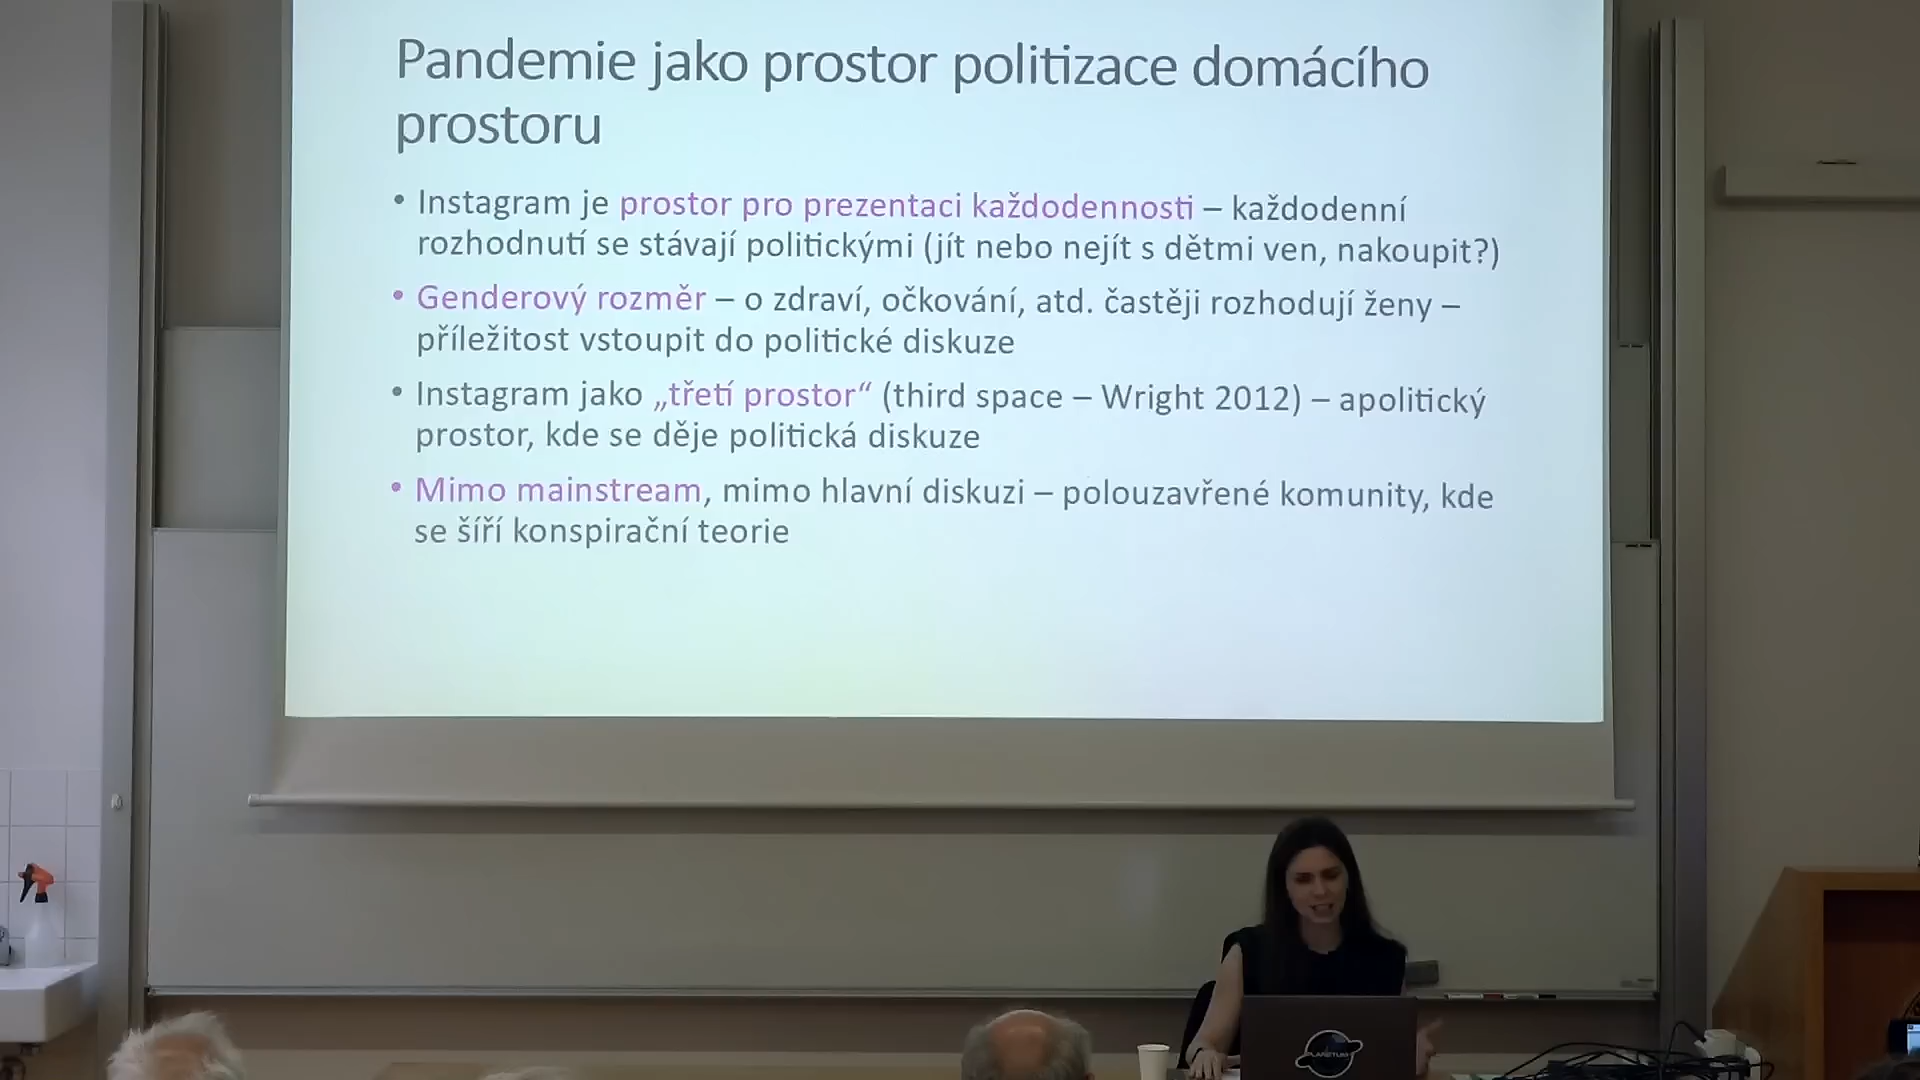 Pandemie jako prostor politizace domácího
prostoru
• Instagram je prostor pro prezentaci každodennosti – každodenní
rozhodnutí se stávají politickými (jít nebo nejít s dětmi ven, nakoupit?)
• Genderový rozměr – o zdraví, očkování, atd. častěji rozhodují ženy –
příležitost vstoupit do politické diskuze
• Instagram jako „třetí prostor“ (third space – Wright 2012) – apolitický
prostor, kde se děje politická diskuze
• Mimo mainstream, mimo hlavní diskuzi – polouzavřené komunity, kde
se šíří konspirační teorie
PLANETUM